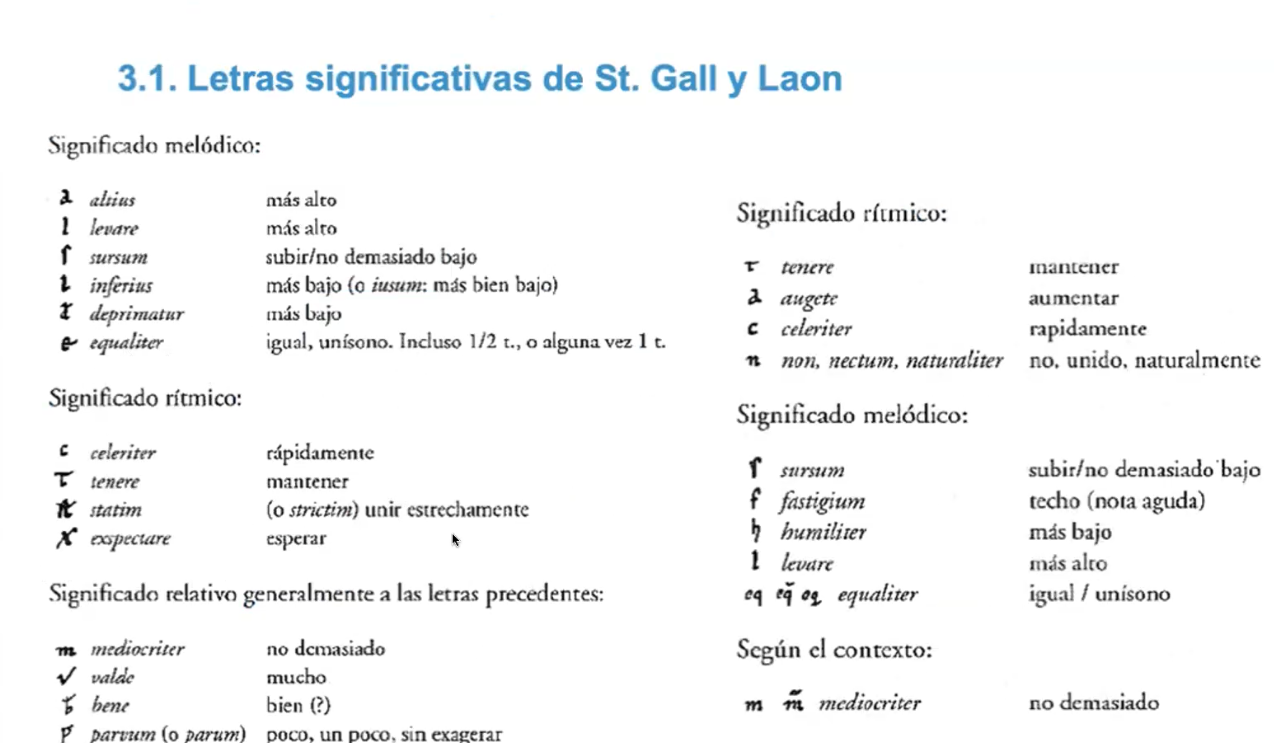 3.1. Letras significativas de St. Gall y Laon
Significado melódico:
a altius más alto
l levare más alto
s sursum subir/no demasiado bajo
i inferius más bajo (o iusum: más bien bajo)
d deprimatur más bajo
e equaliter igual, unísono. Incluso 1/2 t., o alguna vez 1 t.
Significado rítmico:
c celeriter rápidamente
t tenere mantener
st statim (o strictim) unir estrechamente
x exspectare esperar
Significado relativo generalmente a las letras precedentes:
m mediocriter no demasiado
v valde mucho
b bene bien (?)
p parvum (o parum) poco, un poco, sin exagerar
Significado rítmico:
t tenere mantener
a augete aumentar
c celeriter rapidamente
n non, nectum, naturaliter no, unido, naturalmente
Significado melódico:
s sursum subir/no demasiado bajo
f fastigium techo (nota aguda)
h humiliter más bajo
l levare más alto
eq eq̃ eq equaliter igual / unísono
Según el contexto:
m m̃ mediocriter no demasiado